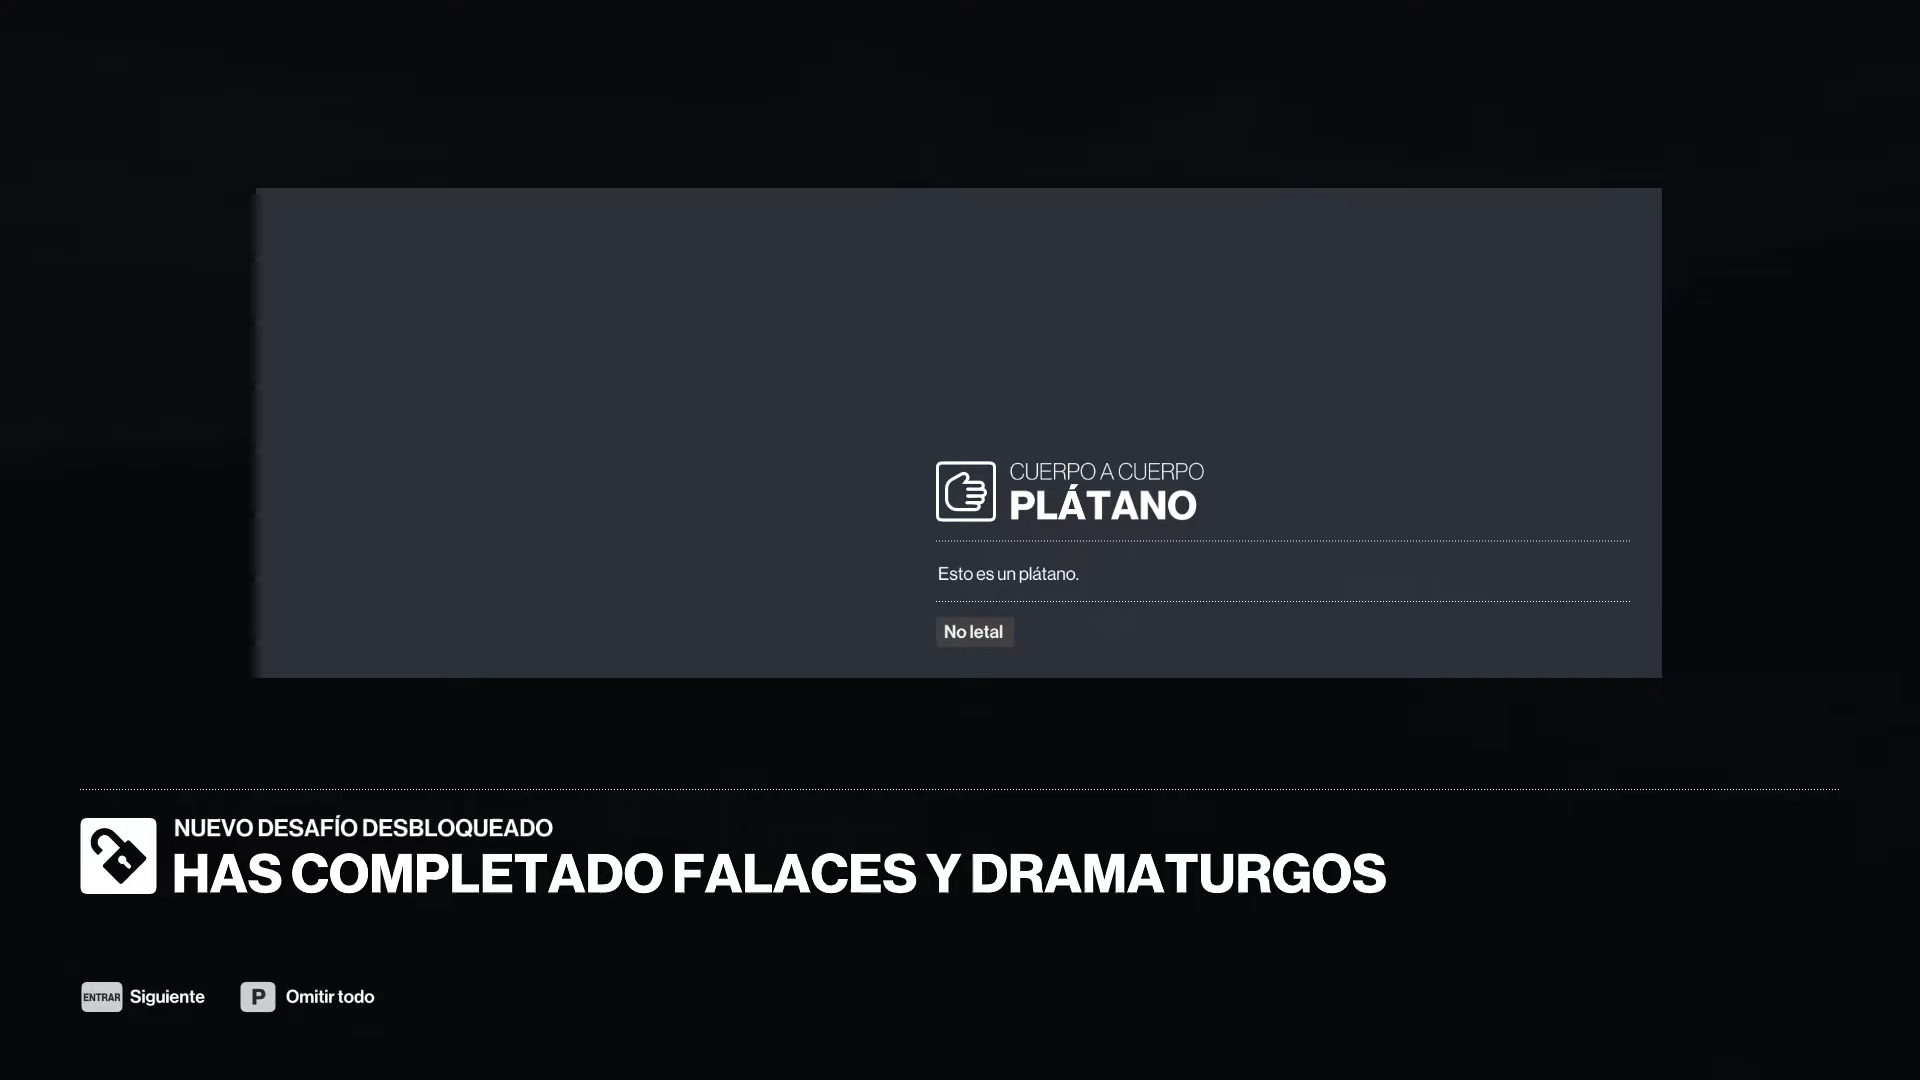 CUERPO A CUERPO
PLÁTANO
Esto es un plátano.
No letal
NUEVO DESAFÍO DESBLOQUEADO
HAS COMPLETADO FALACES Y DRAMATURGOS
ENTRAR Siguiente P Omitir todo